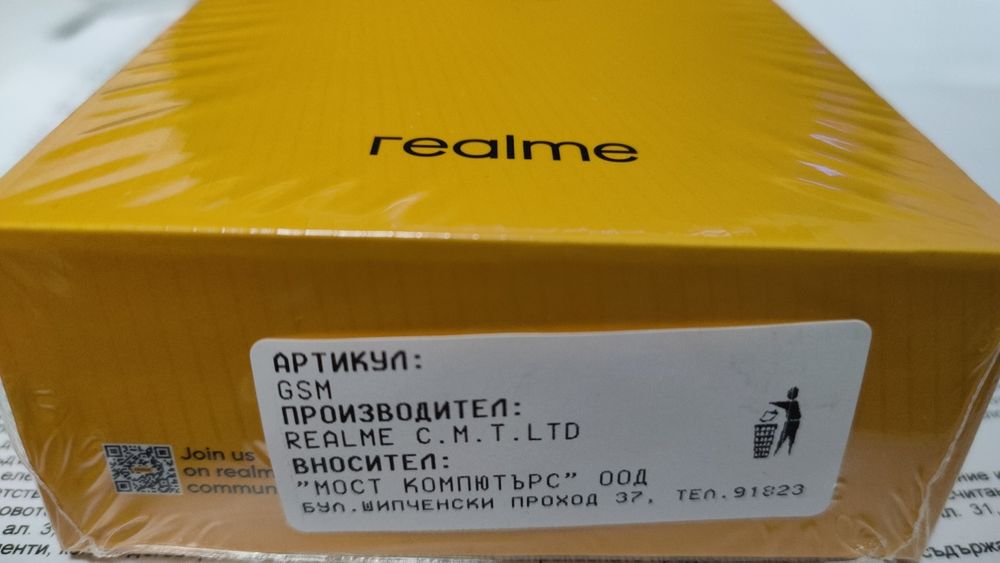 realme
АРТИКУЛ:
GSM
ПРОИЗВОДИТЕЛ:
REALME C.M.T.LTD
ВНОСИТЕЛ:
"МОСТ КОМПЮТЪРС" ООД
БУЛ.ШИПЧЕНСКИ ПРОХОД 37, ТЕЛ.91823
Join us
on realm
commun